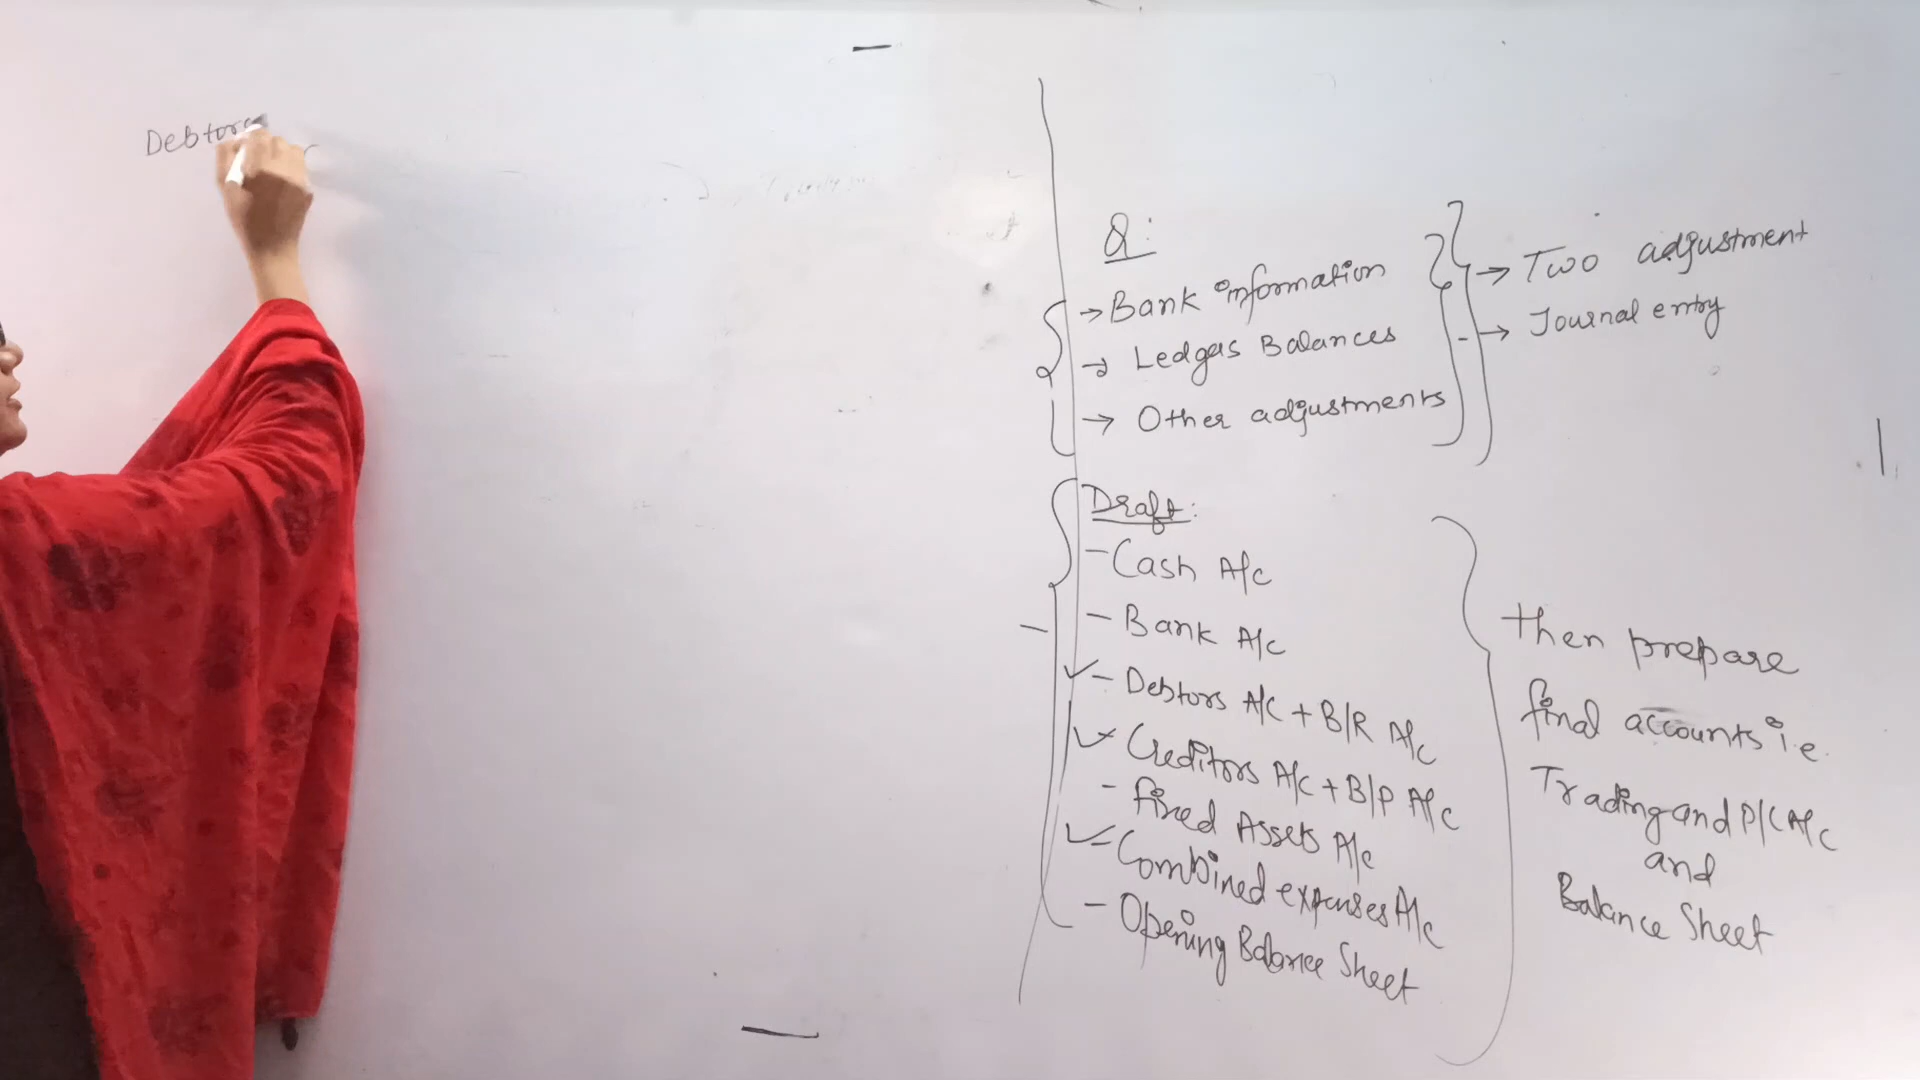 Debtors
Q:
→ Bank information
→ Ledgers Balances
→ Other adjustments
→ Two adjustment
→ Journal entry
Draft:
- Cash A/c
- Bank A/c
- Debtors A/C + B/R A/c
Creditors A/C + B/P A/c
- fixed Assets A/c
- Combined expenses A/c
- Opening Balance Sheet
then prepare
final accounts i.e.
Trading and P/L A/c
and
Balance Sheet